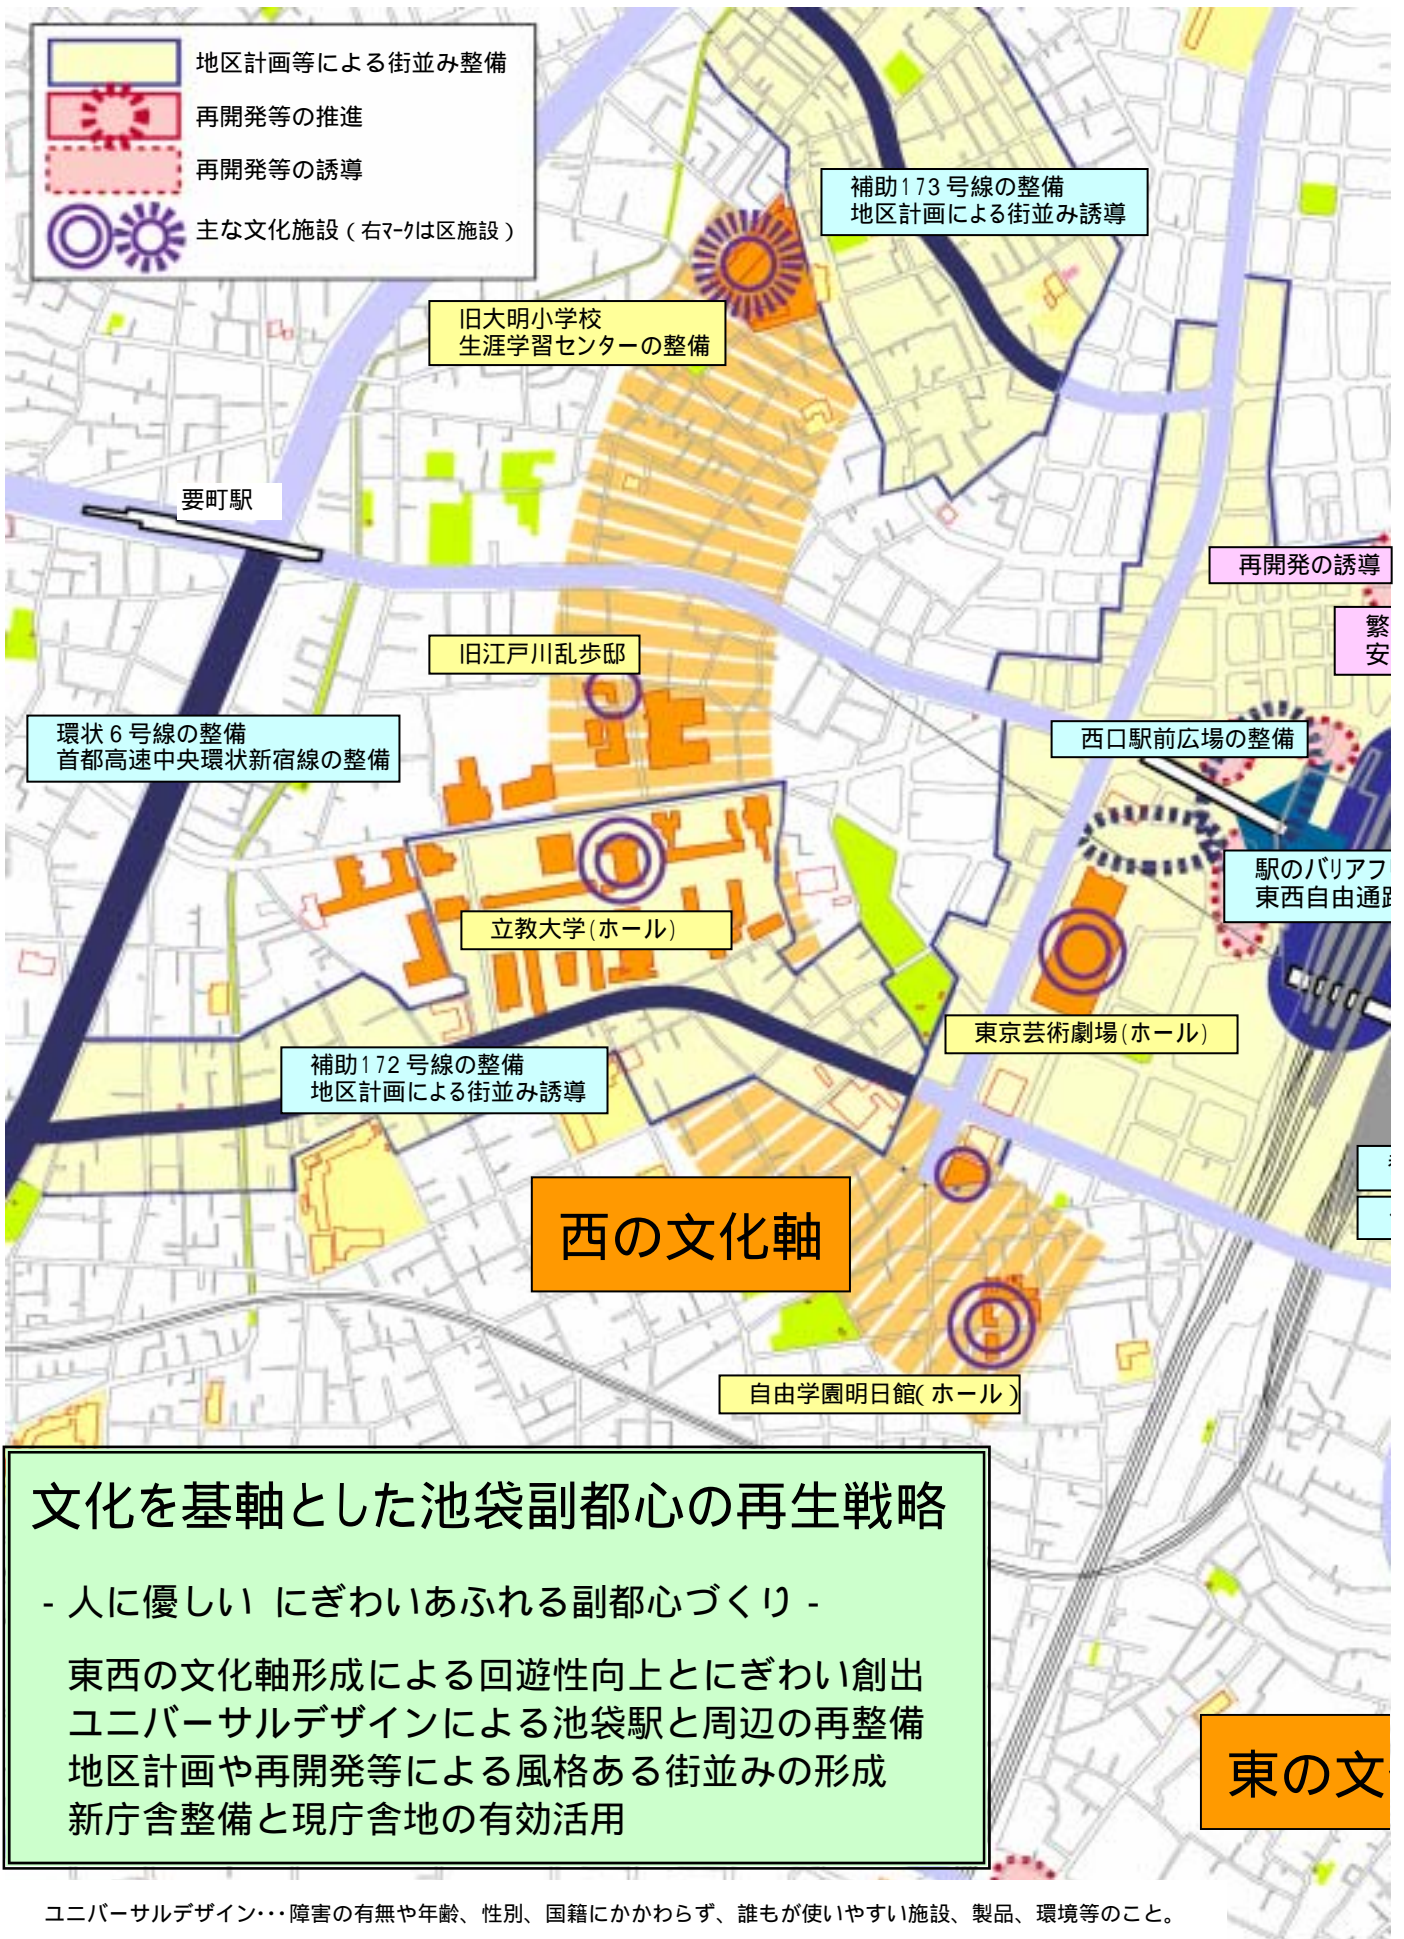 地区計画等による街並み整備
再開発等の推進
再開発等の誘導
主な文化施設（右マークは区施設）
補助173号線の整備
地区計画による街並み誘導
旧大明小学校
生涯学習センターの整備
要町駅
再開発の誘導
繁
安
旧江戸川乱歩邸
環状6号線の整備
首都高速中央環状新宿線の整備
西口駅前広場の整備
駅のバリアフ
東西自由通路
立教大学(ホール)
東京芸術劇場(ホール)
補助172号線の整備
地区計画による街並み誘導
西の文化軸
自由学園明日館(ホール)
文化を基軸とした池袋副都心の再生戦略
- 人に優しい にぎわいあふれる副都心づくり -
東西の文化軸形成による回遊性向上とにぎわい創出
ユニバーサルデザインによる池袋駅と周辺の再整備
地区計画や再開発等による風格ある街並みの形成
新庁舎整備と現庁舎地の有効活用
東の文
ユニバーサルデザイン･･･障害の有無や年齢、性別、国籍にかかわらず、誰もが使いやすい施設、製品、環境等のこと。